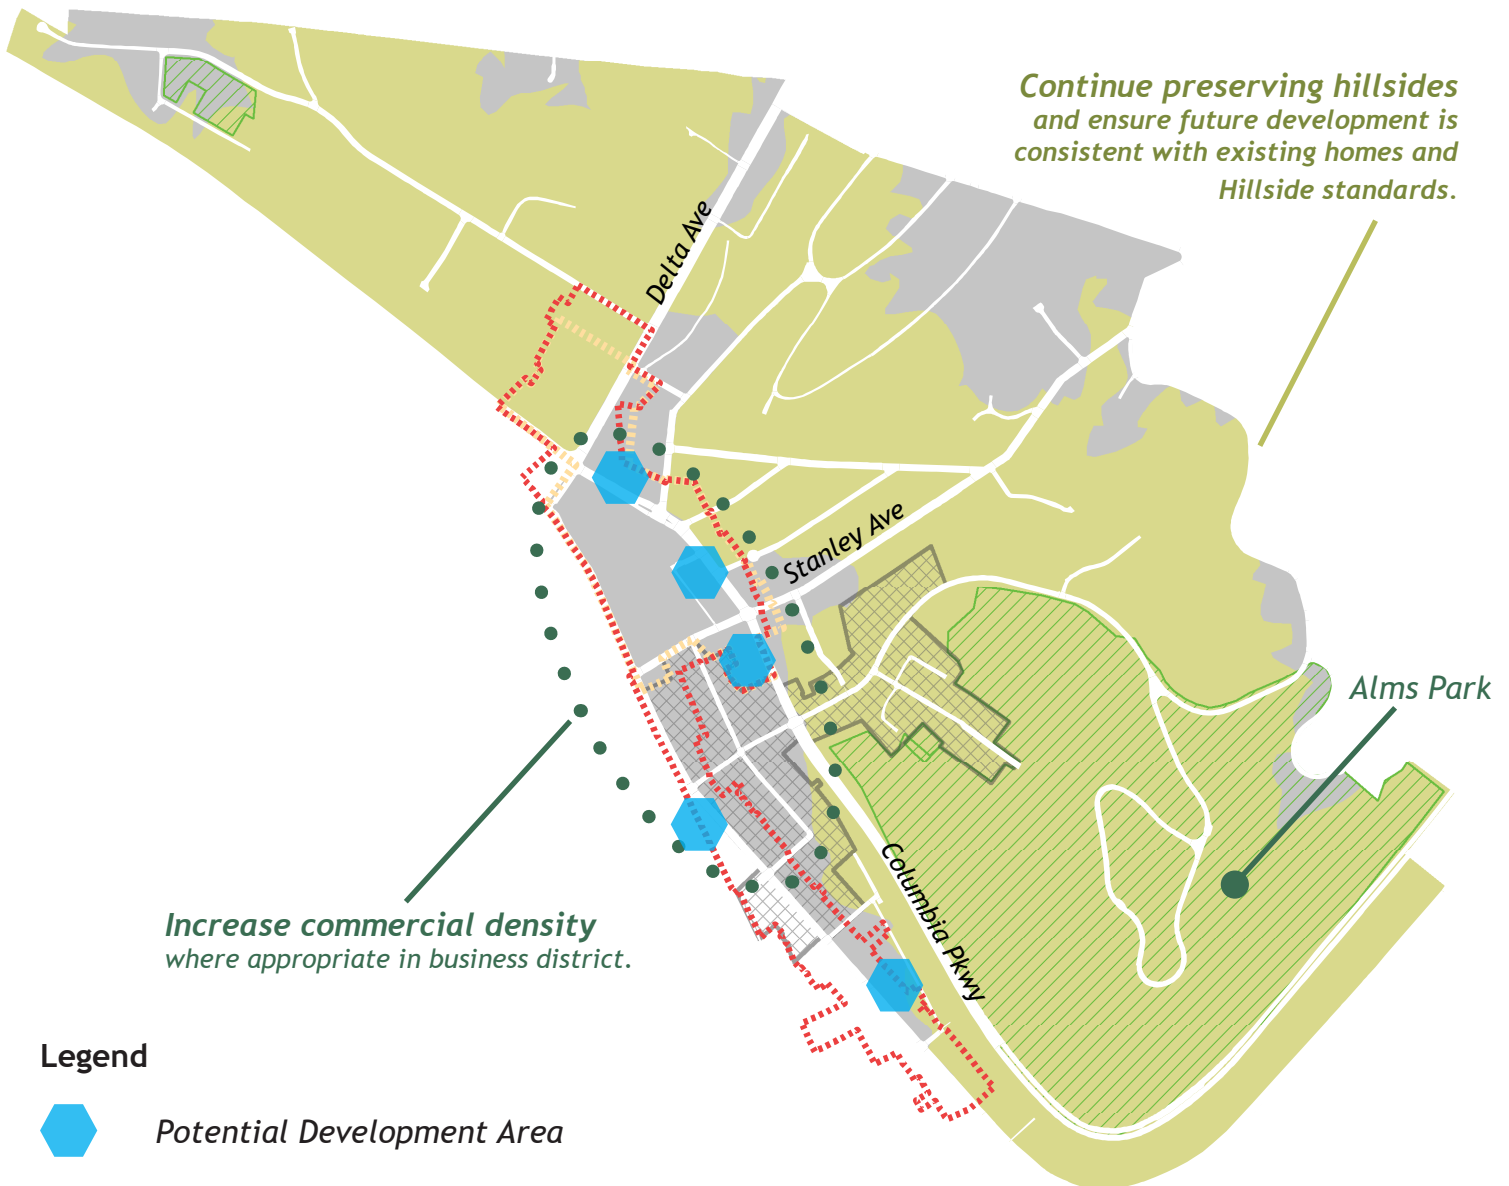 Continue preserving hillsides
and ensure future development is
consistent with existing homes and
Hillside standards.
Delta Ave
Stanley Ave
Alms Park
Columbia Pkwy
Increase commercial density
where appropriate in business district.
Legend
Potential Development Area